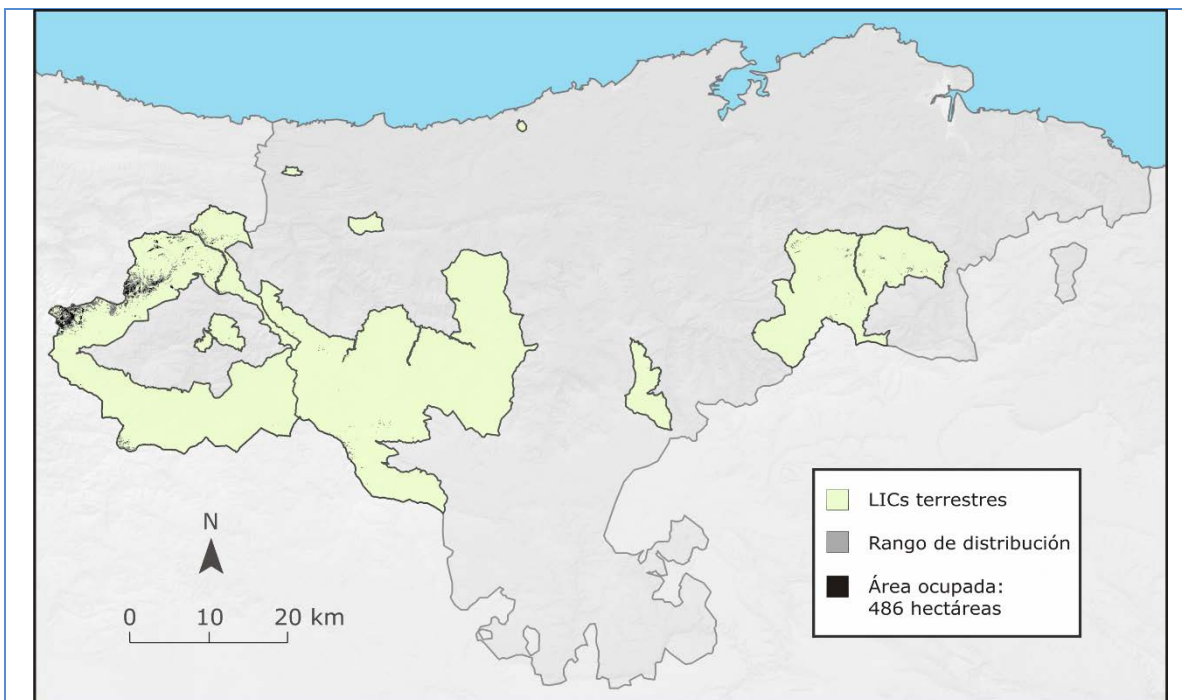 LICs terrestres
Rango de distribución
Área ocupada:
486 hectáreas
N
0 10 20 km